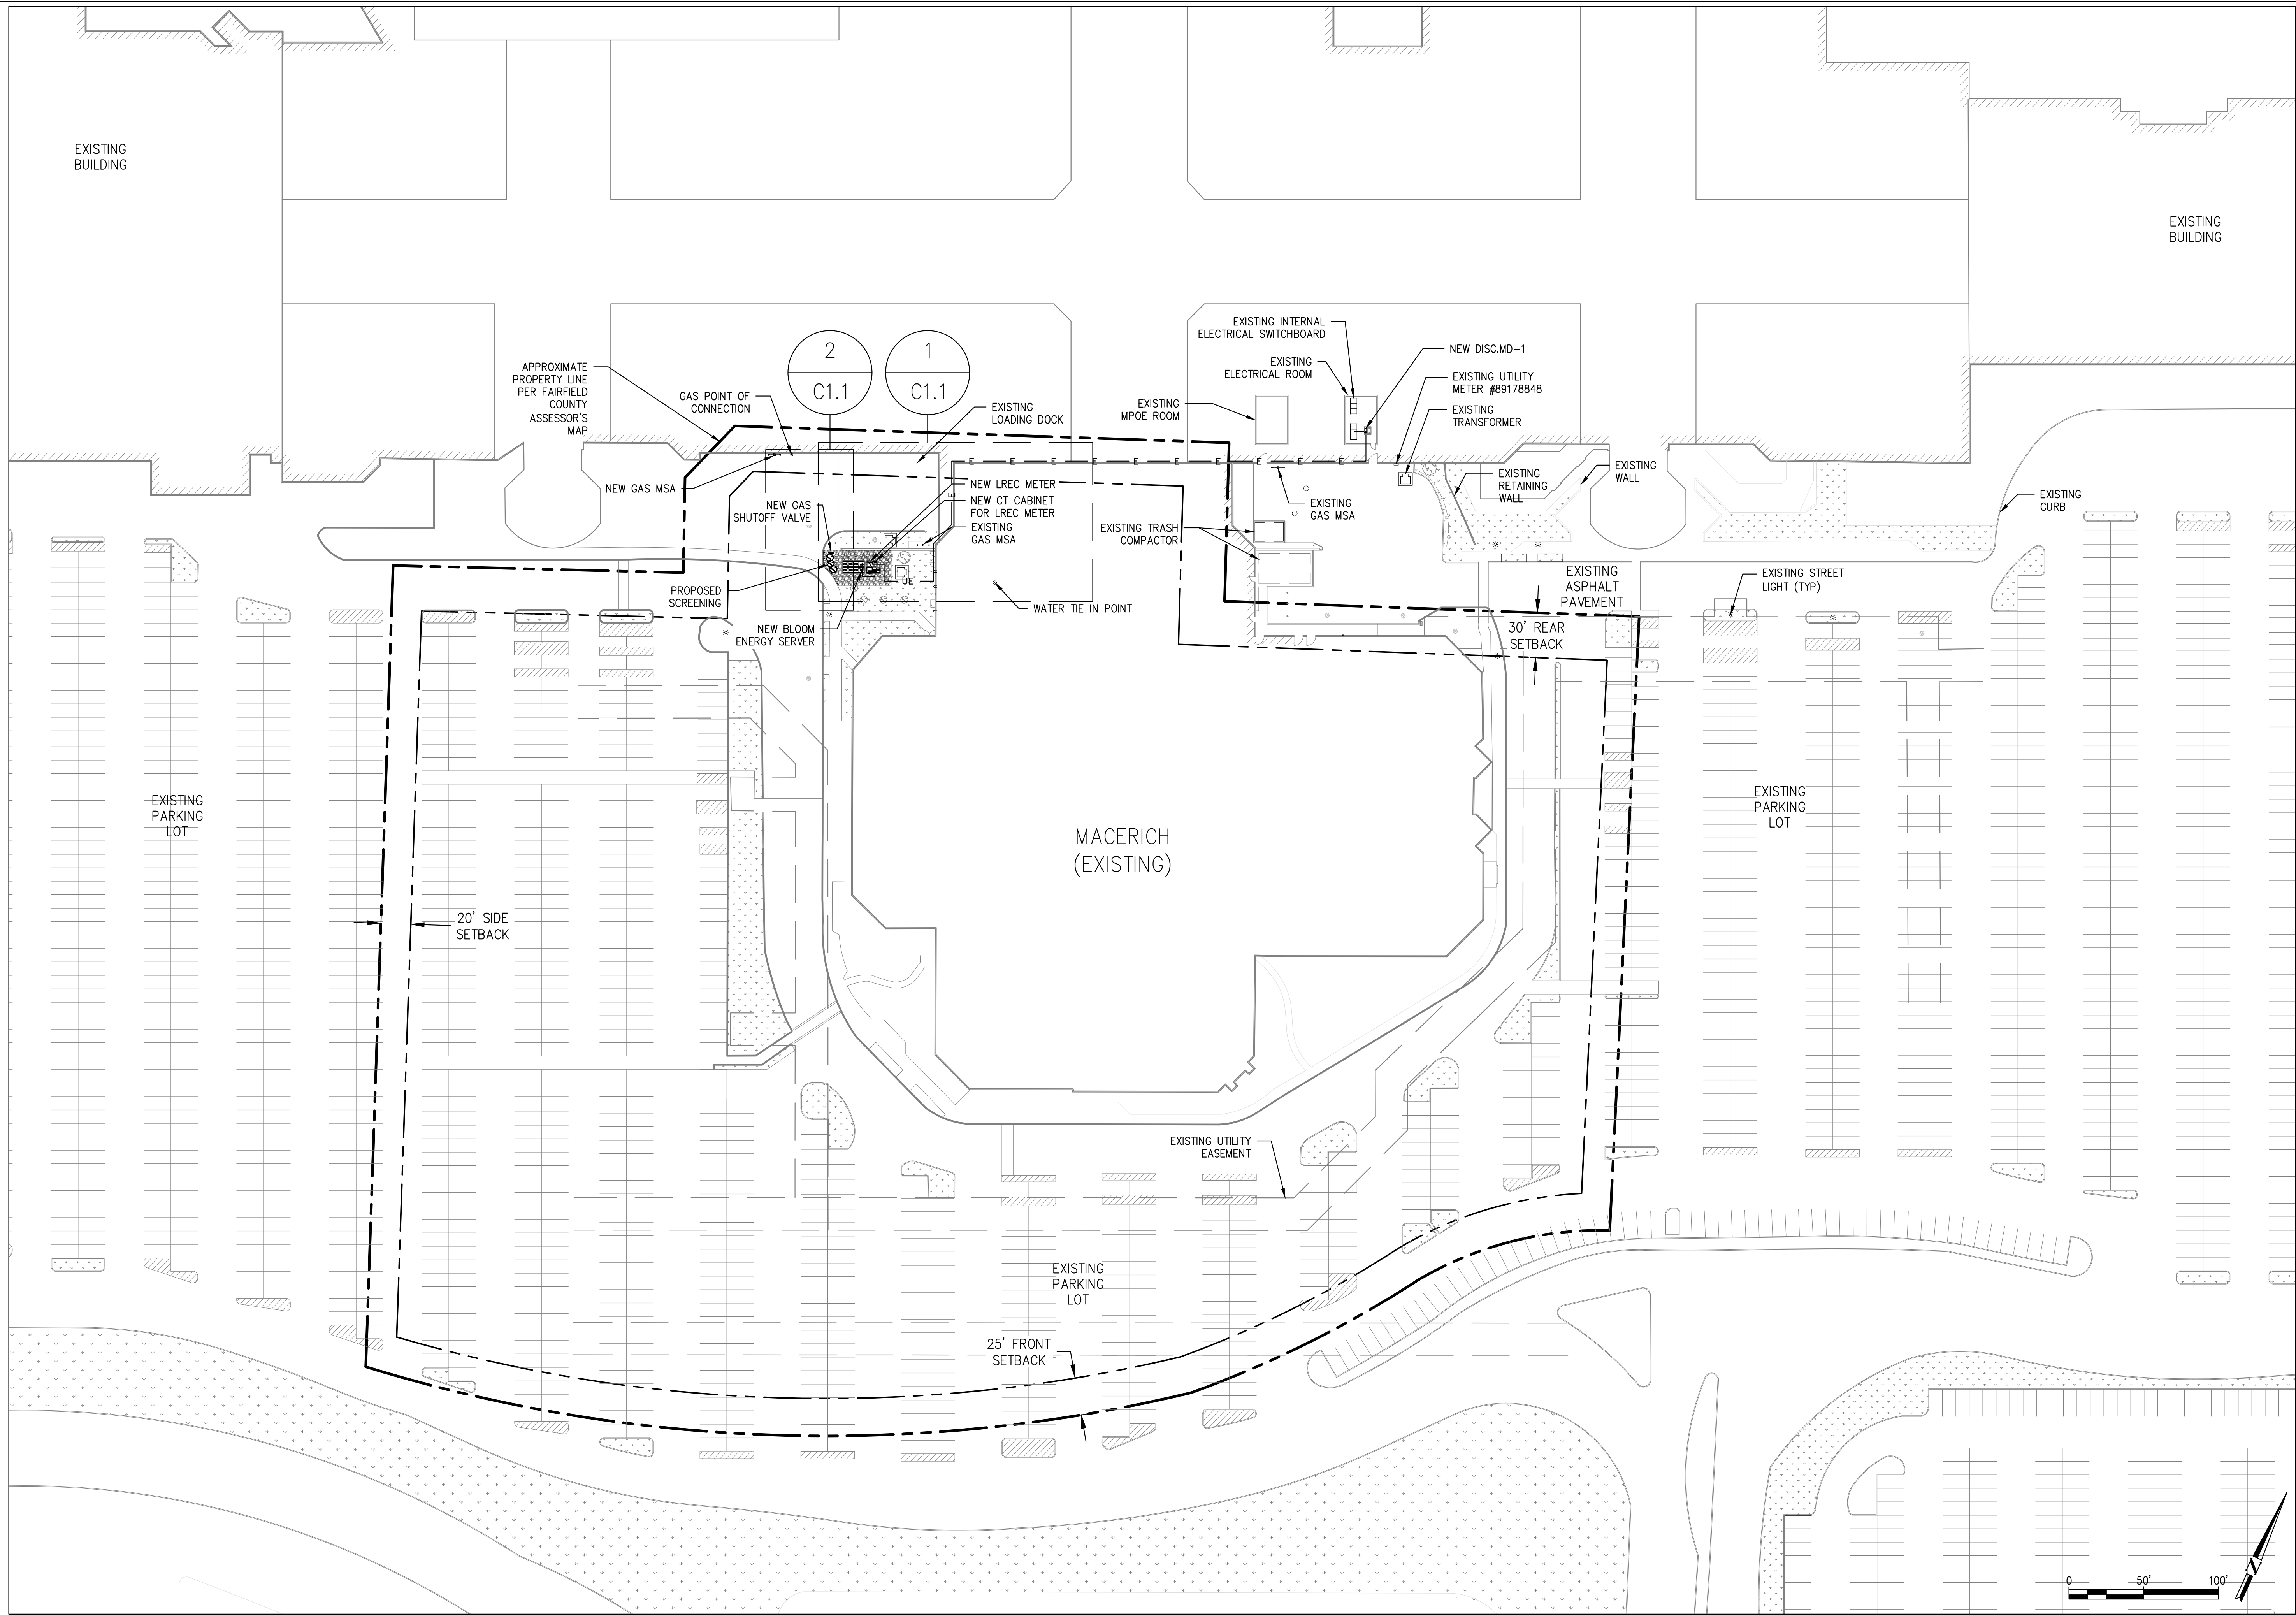 EXISTING
BUILDING
EXISTING
BUILDING
2
C1.1
1
C1.1
APPROXIMATE
PROPERTY LINE
PER FAIRFIELD
COUNTY
ASSESSOR'S
MAP
GAS POINT OF
CONNECTION
EXISTING
LOADING DOCK
EXISTING
MPOE ROOM
EXISTING INTERNAL
ELECTRICAL SWITCHBOARD
EXISTING
ELECTRICAL ROOM
NEW DISC.MD-1
EXISTING UTILITY
METER #89178848
EXISTING
TRANSFORMER
E E E E E E E E E E
E
NEW GAS MSA
NEW GAS
SHUTOFF VALVE
NEW LREC METER
NEW CT CABINET
FOR LREC METER
EXISTING
GAS MSA
EXISTING TRASH
COMPACTOR
EXISTING
GAS MSA
EXISTING
RETAINING
WALL
EXISTING
WALL
EXISTING
CURB
UE
PROPOSED
SCREENING
NEW BLOOM
ENERGY SERVER
WATER TIE IN POINT
EXISTING
ASPHALT
PAVEMENT
EXISTING STREET
LIGHT (TYP)
30' REAR
SETBACK
EXISTING
PARKING
LOT
MACERICH
(EXISTING)
EXISTING
PARKING
LOT
20' SIDE
SETBACK
EXISTING UTILITY
EASEMENT
EXISTING
PARKING
LOT
25' FRONT
SETBACK
0 50' 100'
N